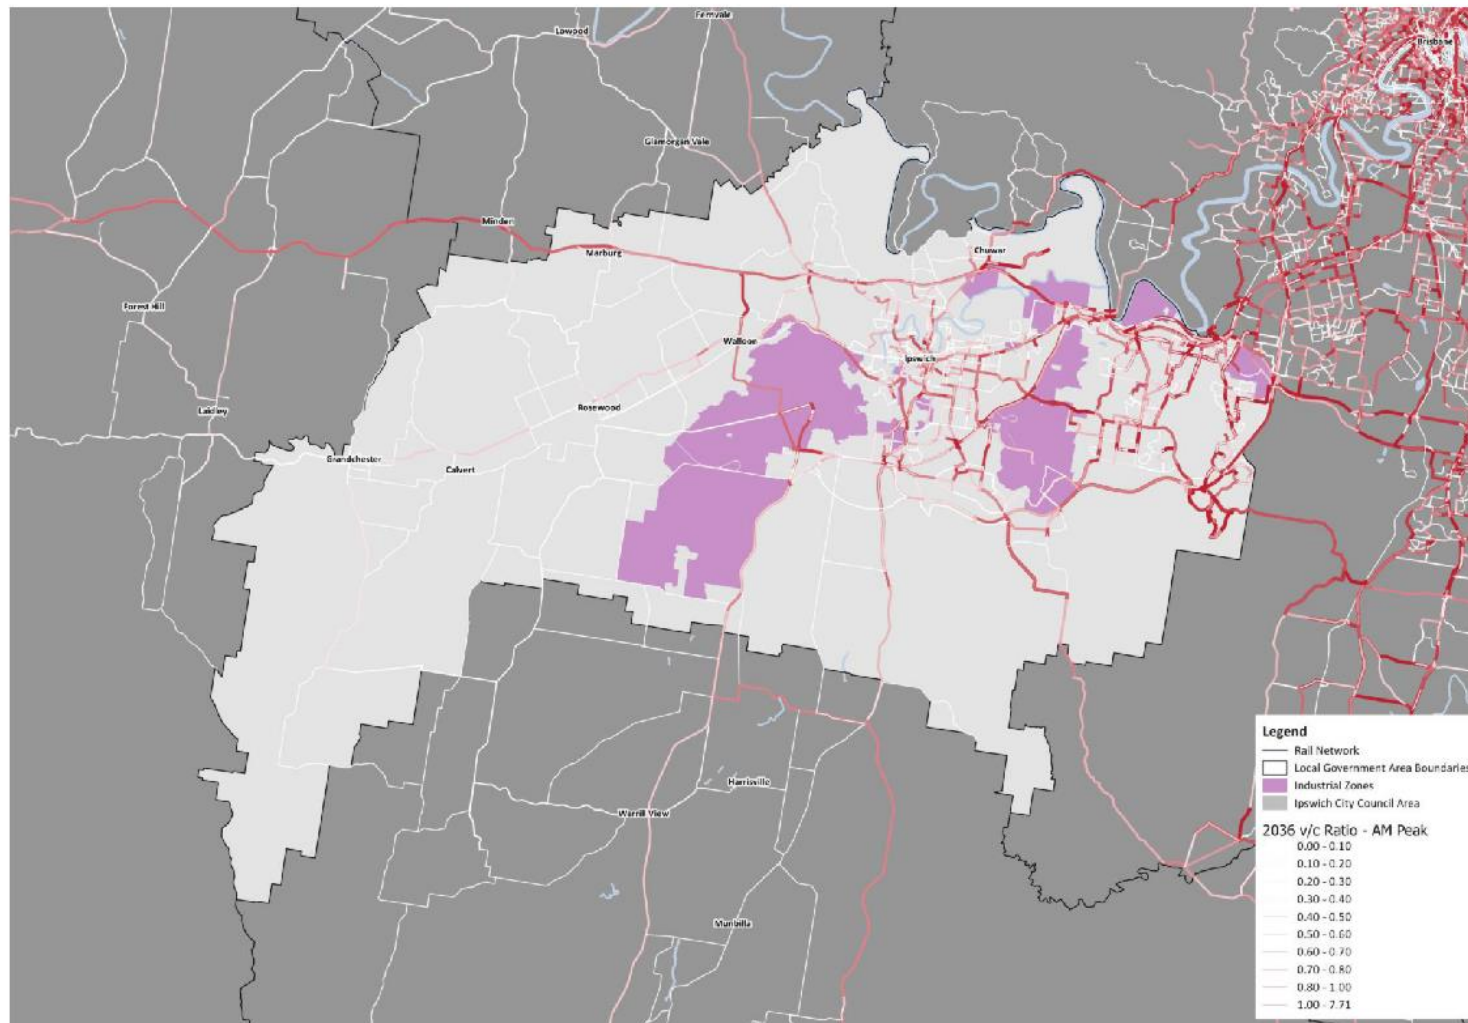 Fernvale
Lowood
Brisbane
Glamorgan Vale
Minden
Marburg
Chuwar
Forest Hill
Walloon
Ipswich
Laidley
Rosewood
Grandchester
Calvert
Harrisville
Warrill View
Munbilla
Legend
Rail Network
Local Government Area Boundaries
Industrial Zones
Ipswich City Council Area
2036 v/c Ratio - AM Peak
0.00 - 0.10
0.10 - 0.20
0.20 - 0.30
0.30 - 0.40
0.40 - 0.50
0.50 - 0.60
0.60 - 0.70
0.70 - 0.80
0.80 - 1.00
1.00 - 7.71